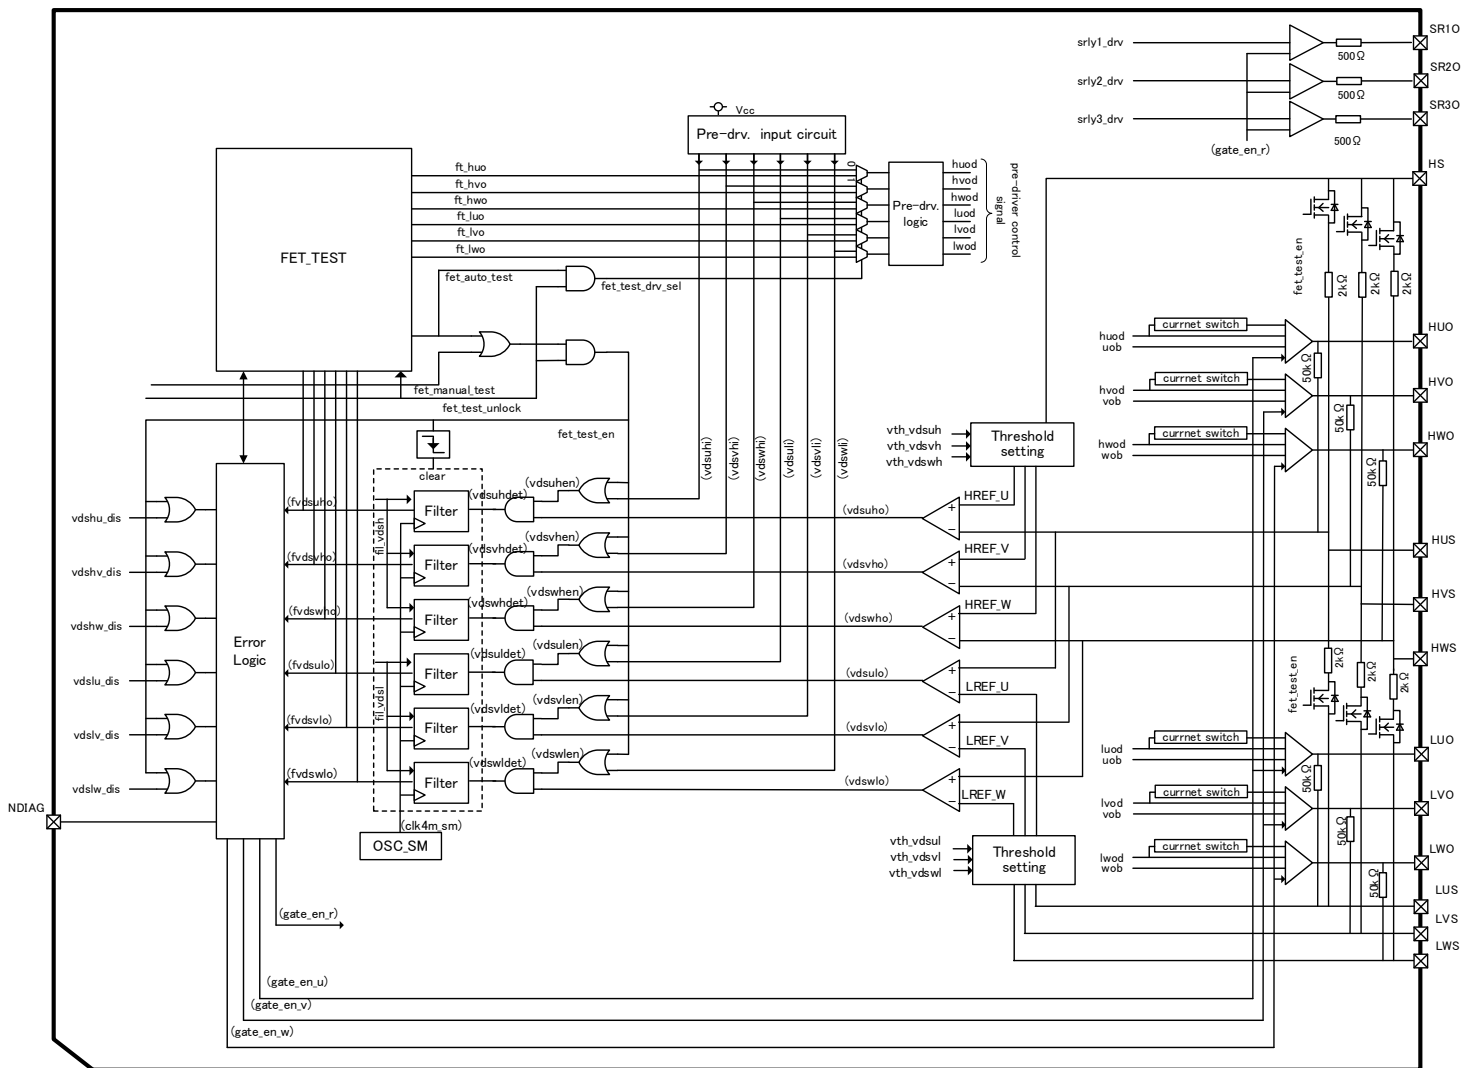 SR1O
srly1_drv
500Ω
SR2O
srly2_drv
500Ω
SR3O
srly3_drv
500Ω
(gate_en_r)
Vcc
Pre-drv. input circuit
HS
ft_huo
ft_hvo
ft_hwo
ft_luo
ft_lvo
ft_lwo
FET_TEST
0
1
Pre-drv.
logic
huod
hvod
hwod
luod
lvod
lwod
pre-driver control
signal
fet_auto_test
fet_test_drv_sel
fet_test_en
2kΩ
2kΩ
2kΩ
fet_manual_test
fet_test_unlock
fet_test_en
clear
currnet switch
huod
uob
HUO
50kΩ
currnet switch
hvod
vob
HVO
50kΩ
currnet switch
hwod
wob
HWO
50kΩ
vth_vdsuh
vth_vdsvh
vth_vdswh
Threshold
setting
(vdsuhi)
(vdsvhi)
(vdswhi)
(vdsuli)
(vdsvli)
(vdswli)
vdshu_dis
(fvdsuho)
fil_vdsh
Filter
(vdsuhdet)
(vdsuhen)
(vdsuho)
HREF_U
+
−
HUS
vdshv_dis
(fvdsvho)
Filter
(vdsvhdet)
(vdsvhen)
(vdsvho)
HREF_V
+
−
HVS
vdshw_dis
(fvdswho)
Filter
(vdswhdet)
(vdswhen)
(vdswho)
HREF_W
+
−
HWS
Error
Logic
vdslu_dis
(fvdsulo)
fil_vdsl
Filter
(vdsuldet)
(vdsulen)
(vdsulo)
+
−
LREF_U
fet_test_en
2kΩ
2kΩ
2kΩ
vdslv_dis
(fvdsvlo)
Filter
(vdsvldet)
(vdsvlen)
(vdsvlo)
+
−
LREF_V
vdslw_dis
(fvdswlo)
Filter
(vdswldet)
(vdswlen)
(vdswlo)
+
−
LREF_W
currnet switch
luod
uob
LUO
50kΩ
currnet switch
lvod
vob
LVO
50kΩ
currnet switch
lwod
wob
LWO
50kΩ
NDIAG
(clk4m_sm)
OSC_SM
vth_vdsul
vth_vdsvl
vth_vdswl
Threshold
setting
LUS
LVS
LWS
(gate_en_r)
(gate_en_u)
(gate_en_v)
(gate_en_w)